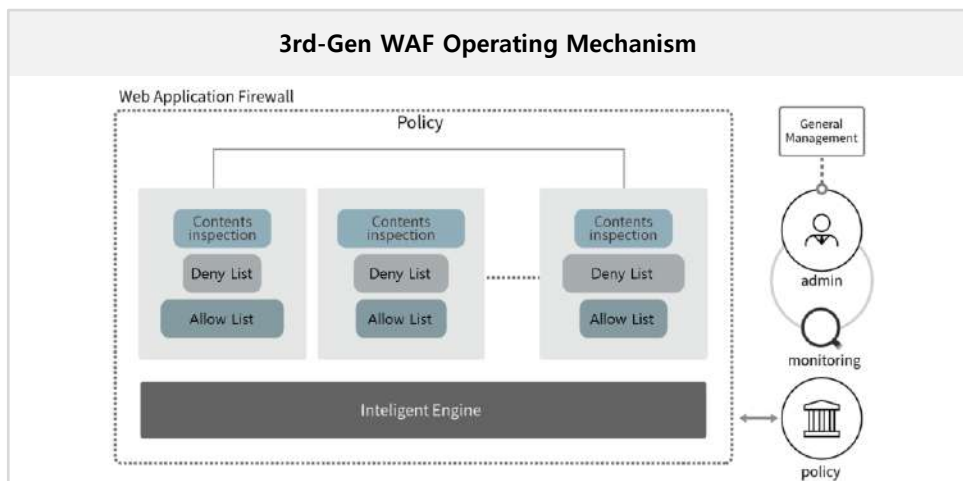 3rd-Gen WAF Operating Mechanism
Web Application Firewall
Policy
General
Management
Contents
inspection
Deny List
Allow List
Contents
inspection
Deny List
Allow List
Contents
inspection
Deny List
Allow List
admin
monitoring
Inteligent Engine
policy